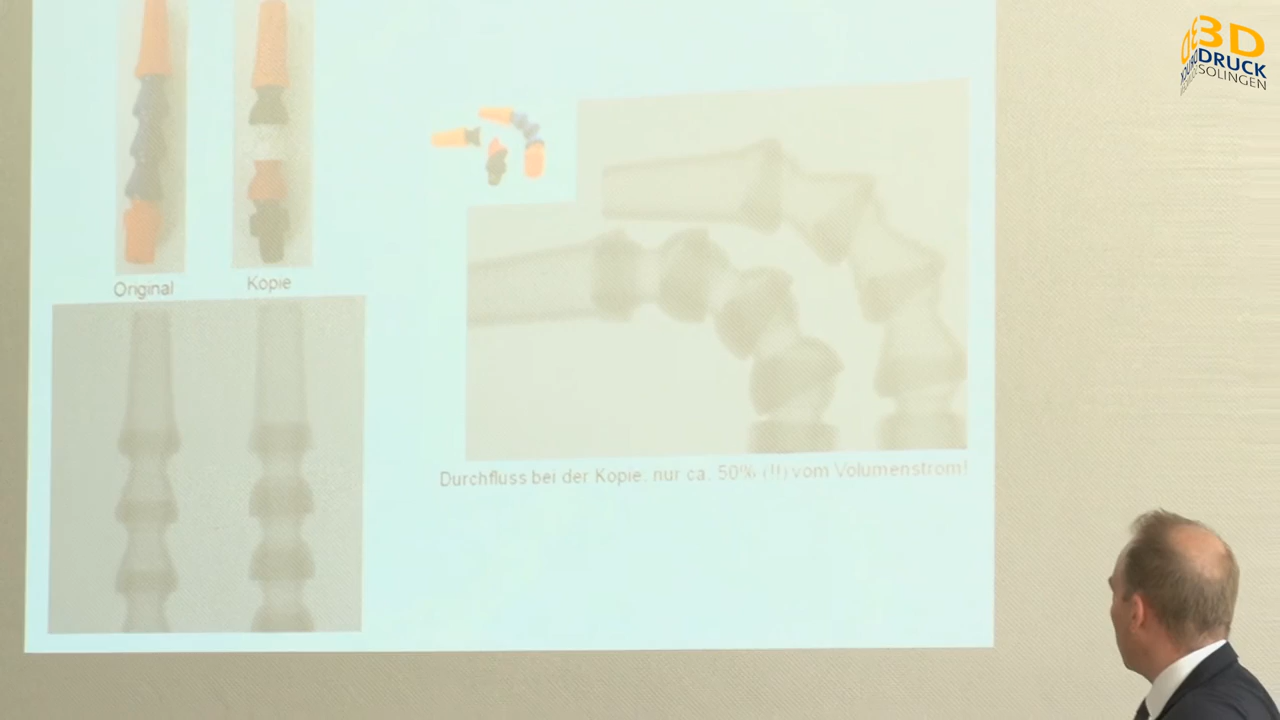 3D
DRUCK
SOLINGEN
Original
Kopie
Durchfluss bei der Kopie: nur ca. 50% (!!) vom Volumenstrom!